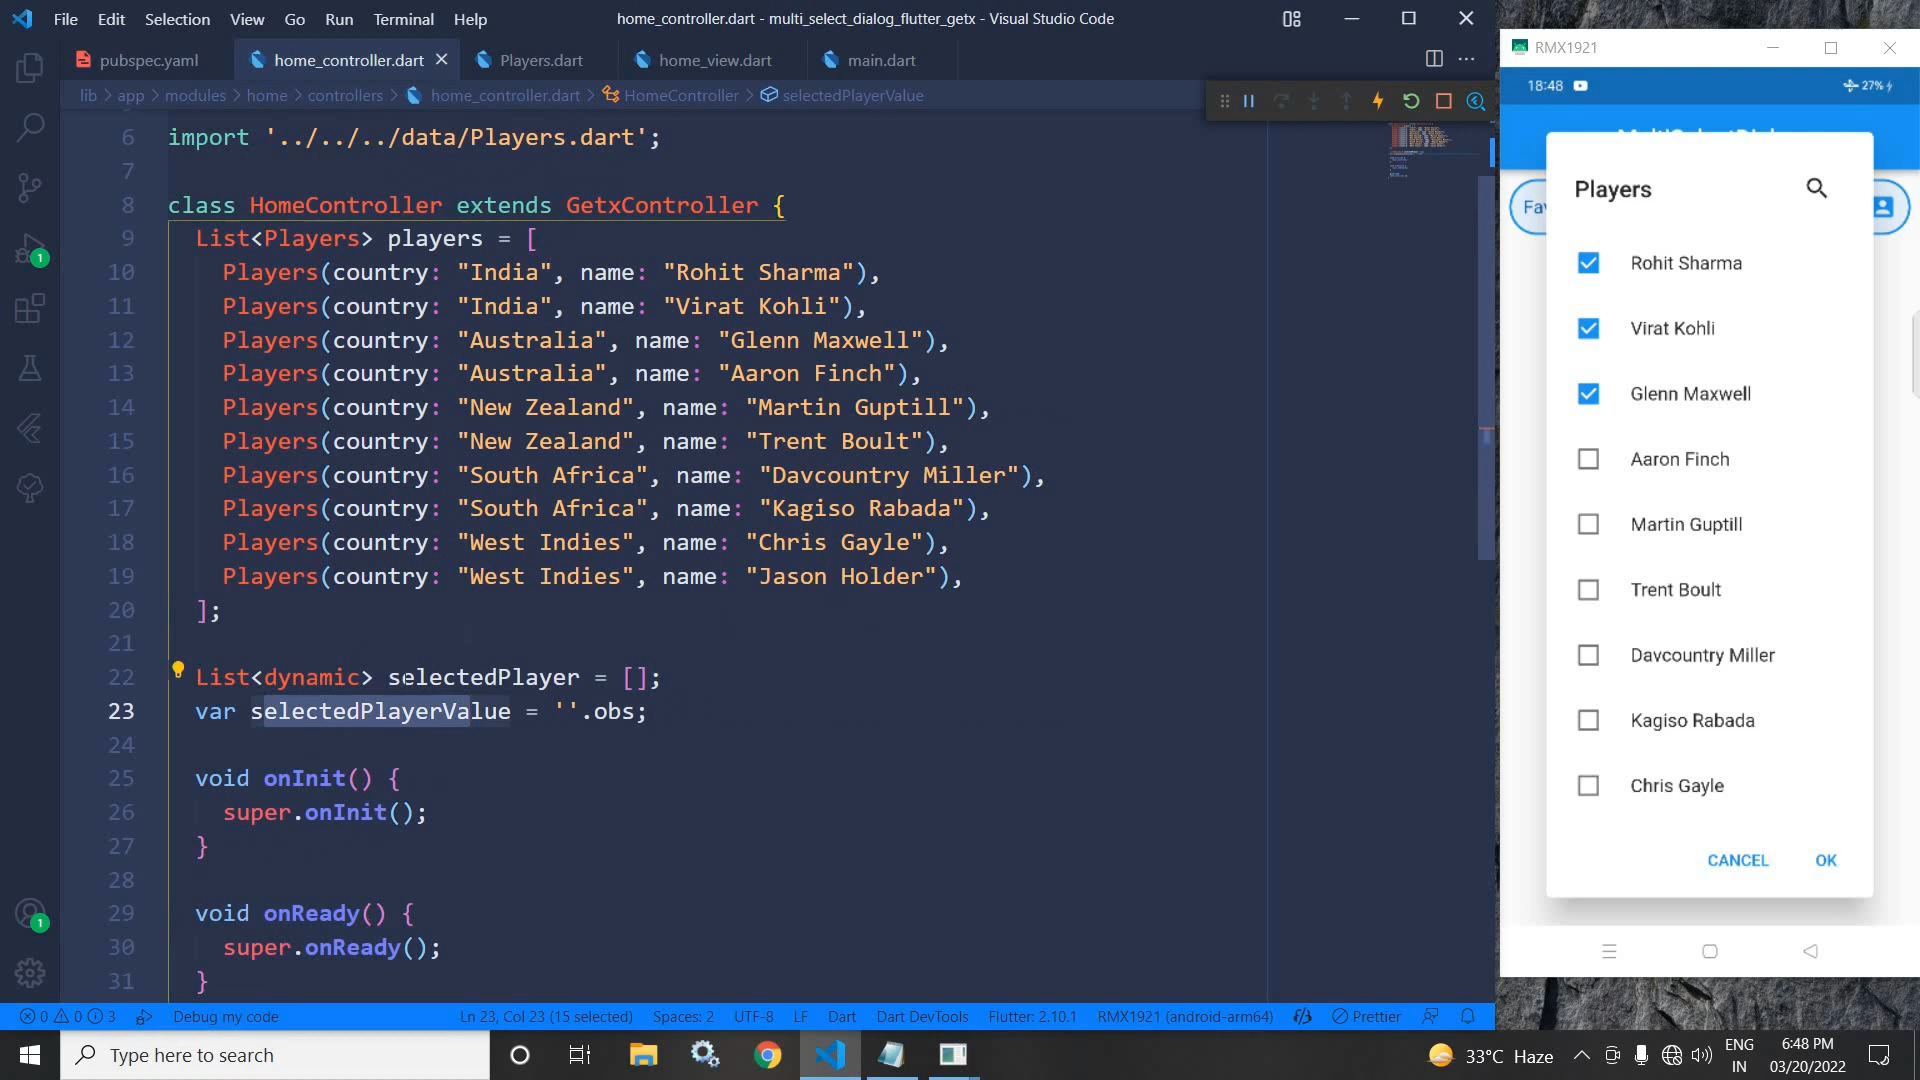 File Edit Selection View Go Run Terminal Help
home_controller.dart - multi_select_dialog_flutter_getx - Visual Studio Code
pubspec.yaml home_controller.dart Players.dart home_view.dart main.dart
lib > app > modules > home > controllers > home_controller.dart > HomeController > selectedPlayerValue
6 import '../../../data/Players.dart';
7
8 class HomeController extends GetxController {
9 List<Players> players = [
10 Players(country: "India", name: "Rohit Sharma"),
11 Players(country: "India", name: "Virat Kohli"),
12 Players(country: "Australia", name: "Glenn Maxwell"),
13 Players(country: "Australia", name: "Aaron Finch"),
14 Players(country: "New Zealand", name: "Martin Guptill"),
15 Players(country: "New Zealand", name: "Trent Boult"),
16 Players(country: "South Africa", name: "Davcountry Miller"),
17 Players(country: "South Africa", name: "Kagiso Rabada"),
18 Players(country: "West Indies", name: "Chris Gayle"),
19 Players(country: "West Indies", name: "Jason Holder"),
20 ];
21
22 List<dynamic> selectedPlayer = [];
23 var selectedPlayerValue = ''.obs;
24
25 void onInit() {
26 super.onInit();
27 }
28
29 void onReady() {
30 super.onReady();
31 }
1
1
0 0 3 Debug my code Ln 23, Col 23 (15 selected) Spaces: 2 UTF-8 LF Dart Dart DevTools Flutter: 2.10.1 RMX1921 (android-arm64) Prettier
RMX1921
18:48 27%
Fav
Players
Rohit Sharma
Virat Kohli
Glenn Maxwell
Aaron Finch
Martin Guptill
Trent Boult
Davcountry Miller
Kagiso Rabada
Chris Gayle
CANCEL OK
Type here to search
33°C Haze
ENG
IN
6:48 PM
03/20/2022